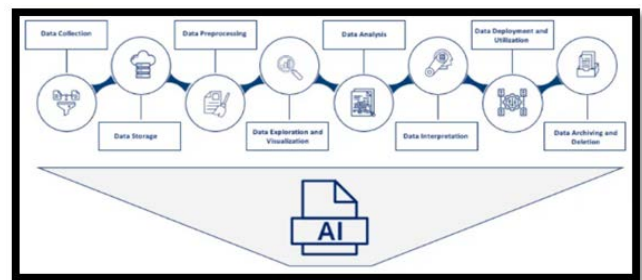 Data Collection
Data Preprocessing
Data Analysis
Data Deployment and
Utilization
Data Storage
Data Exploration and
Visualization
Data Interpretation
Data Archiving and
Deletion
AI